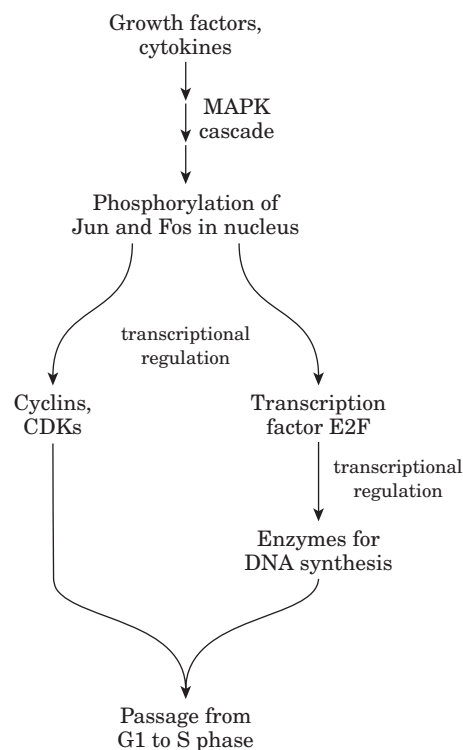 Growth factors,
cytokines
MAPK
cascade
Phosphorylation of
Jun and Fos in nucleus
transcriptional
regulation
Cyclins,
CDKs
Transcription
factor E2F
transcriptional
regulation
Enzymes for
DNA synthesis
Passage from
G1 to S phase